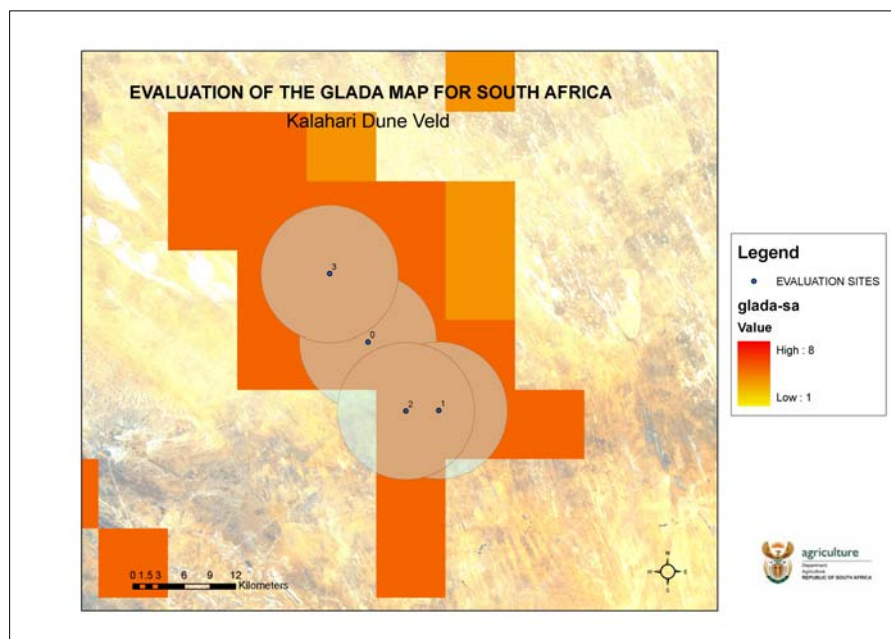 EVALUATION OF THE GLADA MAP FOR SOUTH AFRICA
Kalahari Dune Veld
3
0
2 1
0 1.5 3 6 9 12
Kilometers
N
W E
S
Legend
EVALUATION SITES
glada-sa
Value
High : 8
Low : 1
agriculture
Department
Agriculture
REPUBLIC OF SOUTH AFRICA